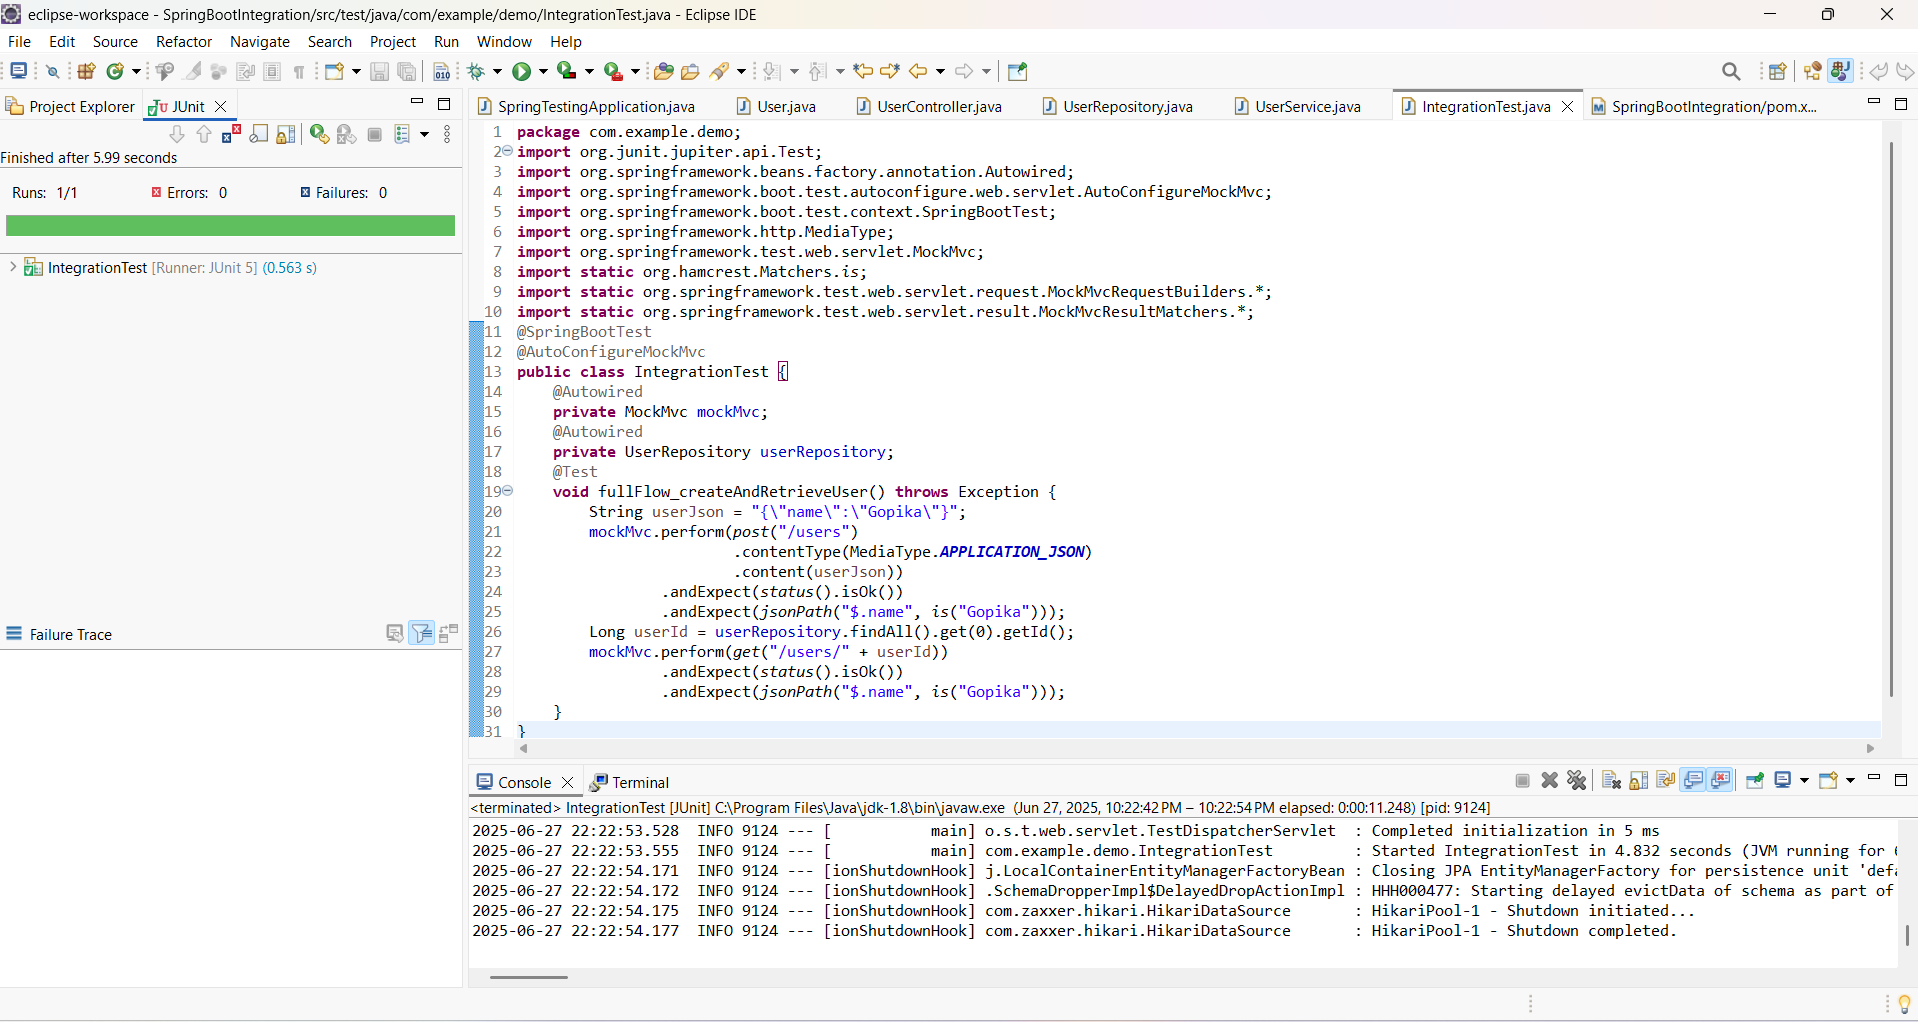 eclipse-workspace - SpringBootIntegration/src/test/java/com/example/demo/IntegrationTest.java - Eclipse IDE
File Edit Source Refactor Navigate Search Project Run Window Help
Project Explorer JUnit
Finished after 5.99 seconds
Runs: 1/1 Errors: 0 Failures: 0
IntegrationTest [Runner: JUnit 5] (0.563 s)
Failure Trace
SpringTestingApplication.java User.java UserController.java UserRepository.java UserService.java IntegrationTest.java SpringBootIntegration/pom.x...
1 package com.example.demo;
2 import org.junit.jupiter.api.Test;
3 import org.springframework.beans.factory.annotation.Autowired;
4 import org.springframework.boot.test.autoconfigure.web.servlet.AutoConfigureMockMvc;
5 import org.springframework.boot.test.context.SpringBootTest;
6 import org.springframework.http.MediaType;
7 import org.springframework.test.web.servlet.MockMvc;
8 import static org.hamcrest.Matchers.is;
9 import static org.springframework.test.web.servlet.request.MockMvcRequestBuilders.*;
10 import static org.springframework.test.web.servlet.result.MockMvcResultMatchers.*;
11 @SpringBootTest
12 @AutoConfigureMockMvc
13 public class IntegrationTest {
14     @Autowired
15     private MockMvc mockMvc;
16     @Autowired
17     private UserRepository userRepository;
18     @Test
19     void fullFlow_createAndRetrieveUser() throws Exception {
20         String userJson = "{\"name\":\"Gopika\"}";
21         mockMvc.perform(post("/users")
22                         .contentType(MediaType.APPLICATION_JSON)
23                         .content(userJson))
24                 .andExpect(status().isOk())
25                 .andExpect(jsonPath("$.name", is("Gopika")));
26         Long userId = userRepository.findAll().get(0).getId();
27         mockMvc.perform(get("/users/" + userId))
28                 .andExpect(status().isOk())
29                 .andExpect(jsonPath("$.name", is("Gopika")));
30     }
31 }
Console Terminal
<terminated> IntegrationTest [JUnit] C:\Program Files\Java\jdk-1.8\bin\javaw.exe (Jun 27, 2025, 10:22:42 PM – 10:22:54 PM elapsed: 0:00:11.248) [pid: 9124]
2025-06-27 22:22:53.528  INFO 9124 --- [           main] o.s.t.web.servlet.TestDispatcherServlet  : Completed initialization in 5 ms
2025-06-27 22:22:53.555  INFO 9124 --- [           main] com.example.demo.IntegrationTest         : Started IntegrationTest in 4.832 seconds (JVM running for
2025-06-27 22:22:54.171  INFO 9124 --- [ionShutdownHook] j.LocalContainerEntityManagerFactoryBean : Closing JPA EntityManagerFactory for persistence unit 'defa
2025-06-27 22:22:54.172  INFO 9124 --- [ionShutdownHook] .SchemaDropperImpl$DelayedDropActionImpl : HHH000477: Starting delayed evictData of schema as part of
2025-06-27 22:22:54.175  INFO 9124 --- [ionShutdownHook] com.zaxxer.hikari.HikariDataSource       : HikariPool-1 - Shutdown initiated...
2025-06-27 22:22:54.177  INFO 9124 --- [ionShutdownHook] com.zaxxer.hikari.HikariDataSource       : HikariPool-1 - Shutdown completed.